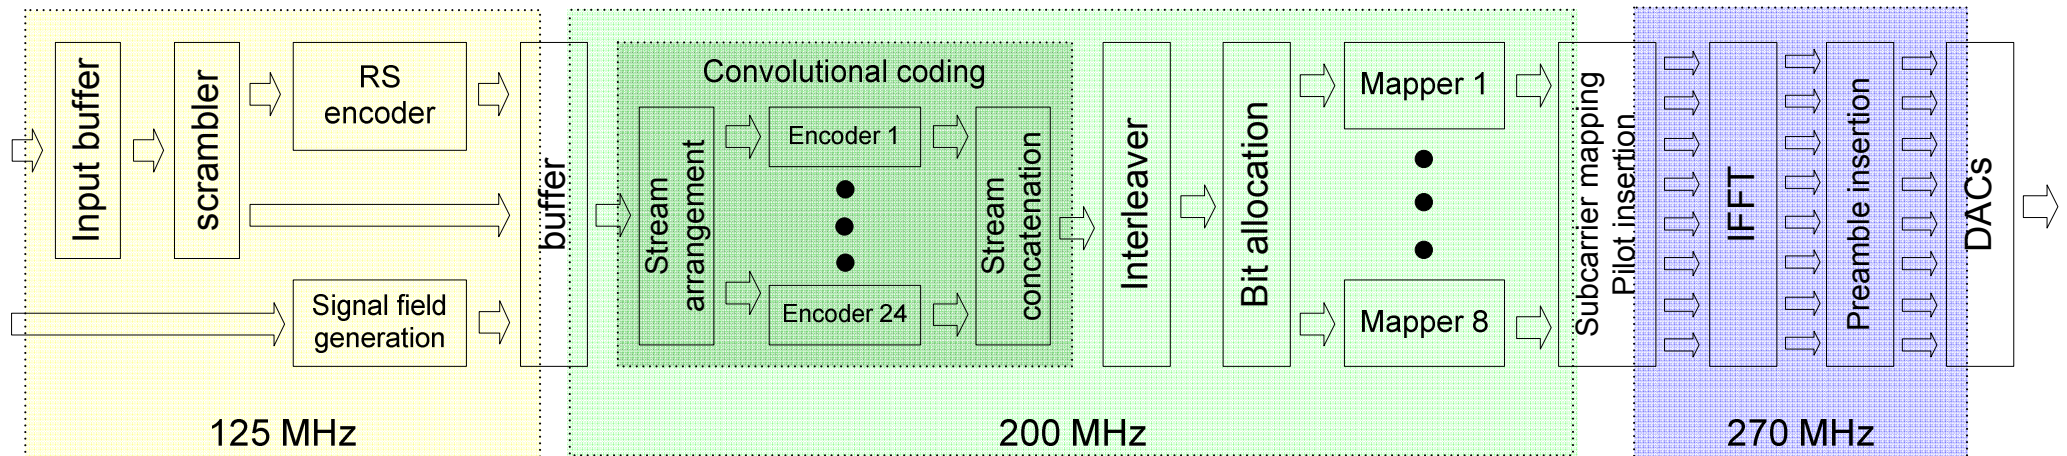 Input buffer
scrambler
RS
encoder
Signal field
generation
buffer
Convolutional coding
Stream
arrangement
Encoder 1
Encoder 24
Stream
concatenation
Interleaver
Bit allocation
Mapper 1
Mapper 8
Subcarrier mapping
Pilot insertion
IFFT
Preamble insertion
DACs
125 MHz
200 MHz
270 MHz